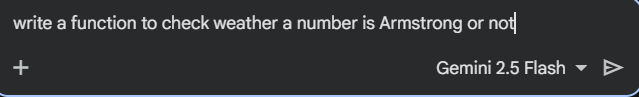 write a function to check weather a number is Armstrong or not
Gemini 2.5 Flash